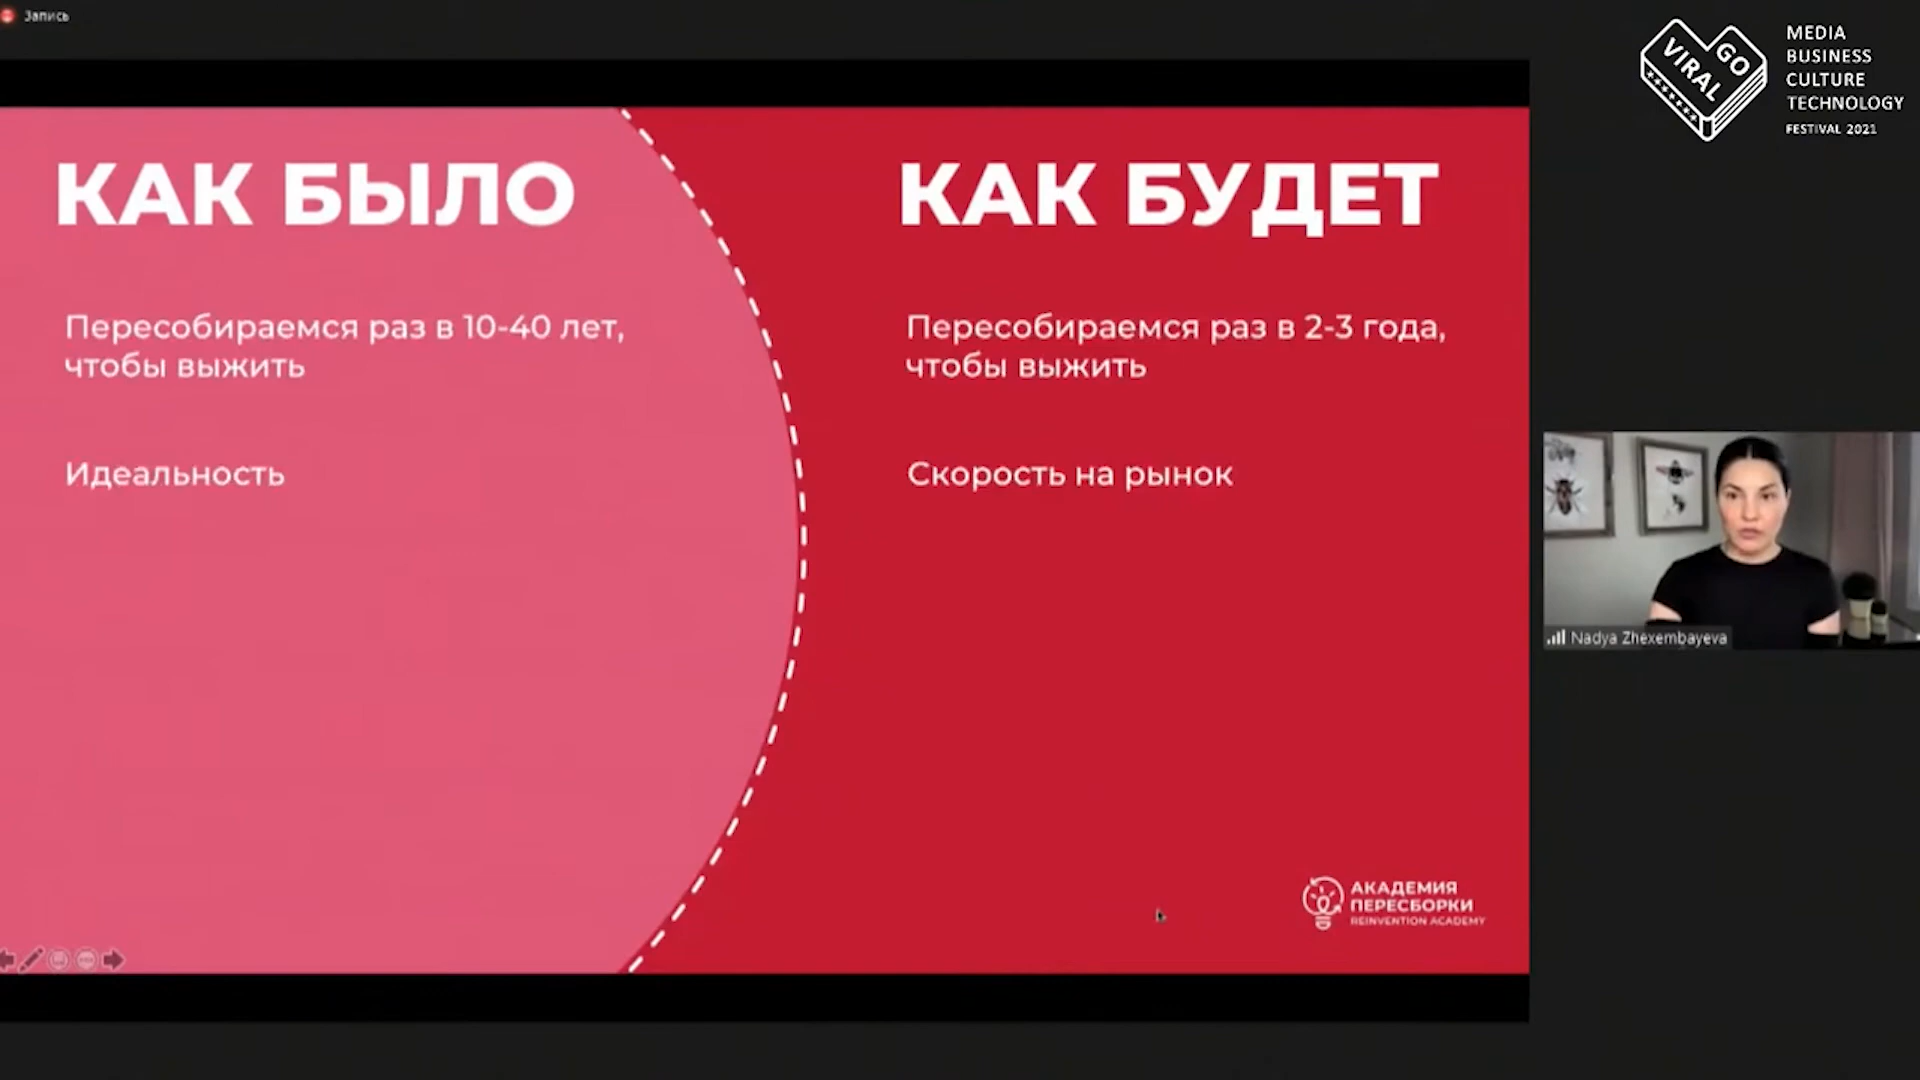 Запись
VIRAL
GO
MEDIA
BUSINESS
CULTURE
TECHNOLOGY
FESTIVAL 2021
КАК БЫЛО
Пересобираемся раз в 10-40 лет,
чтобы выжить
Идеальность
КАК БУДЕТ
Пересобираемся раз в 2-3 года,
чтобы выжить
Скорость на рынок
АКАДЕМИЯ
ПЕРЕСБОРКИ
REINVENTION ACADEMY
Nadya Zhexembayeva